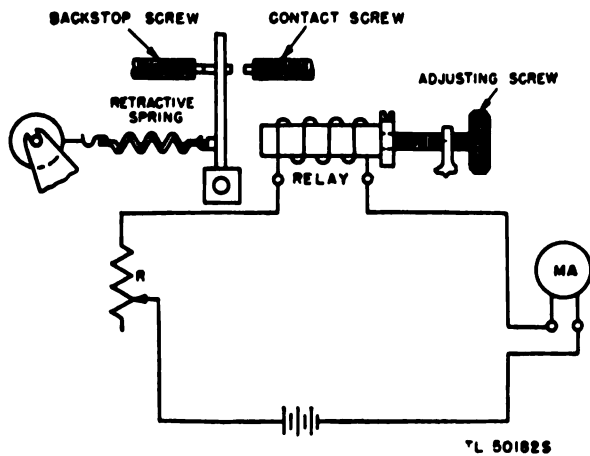 BACKSTOP SCREW
CONTACT SCREW
ADJUSTING SCREW
RETRACTIVE
SPRING
RELAY
R
MA
TL 50182S